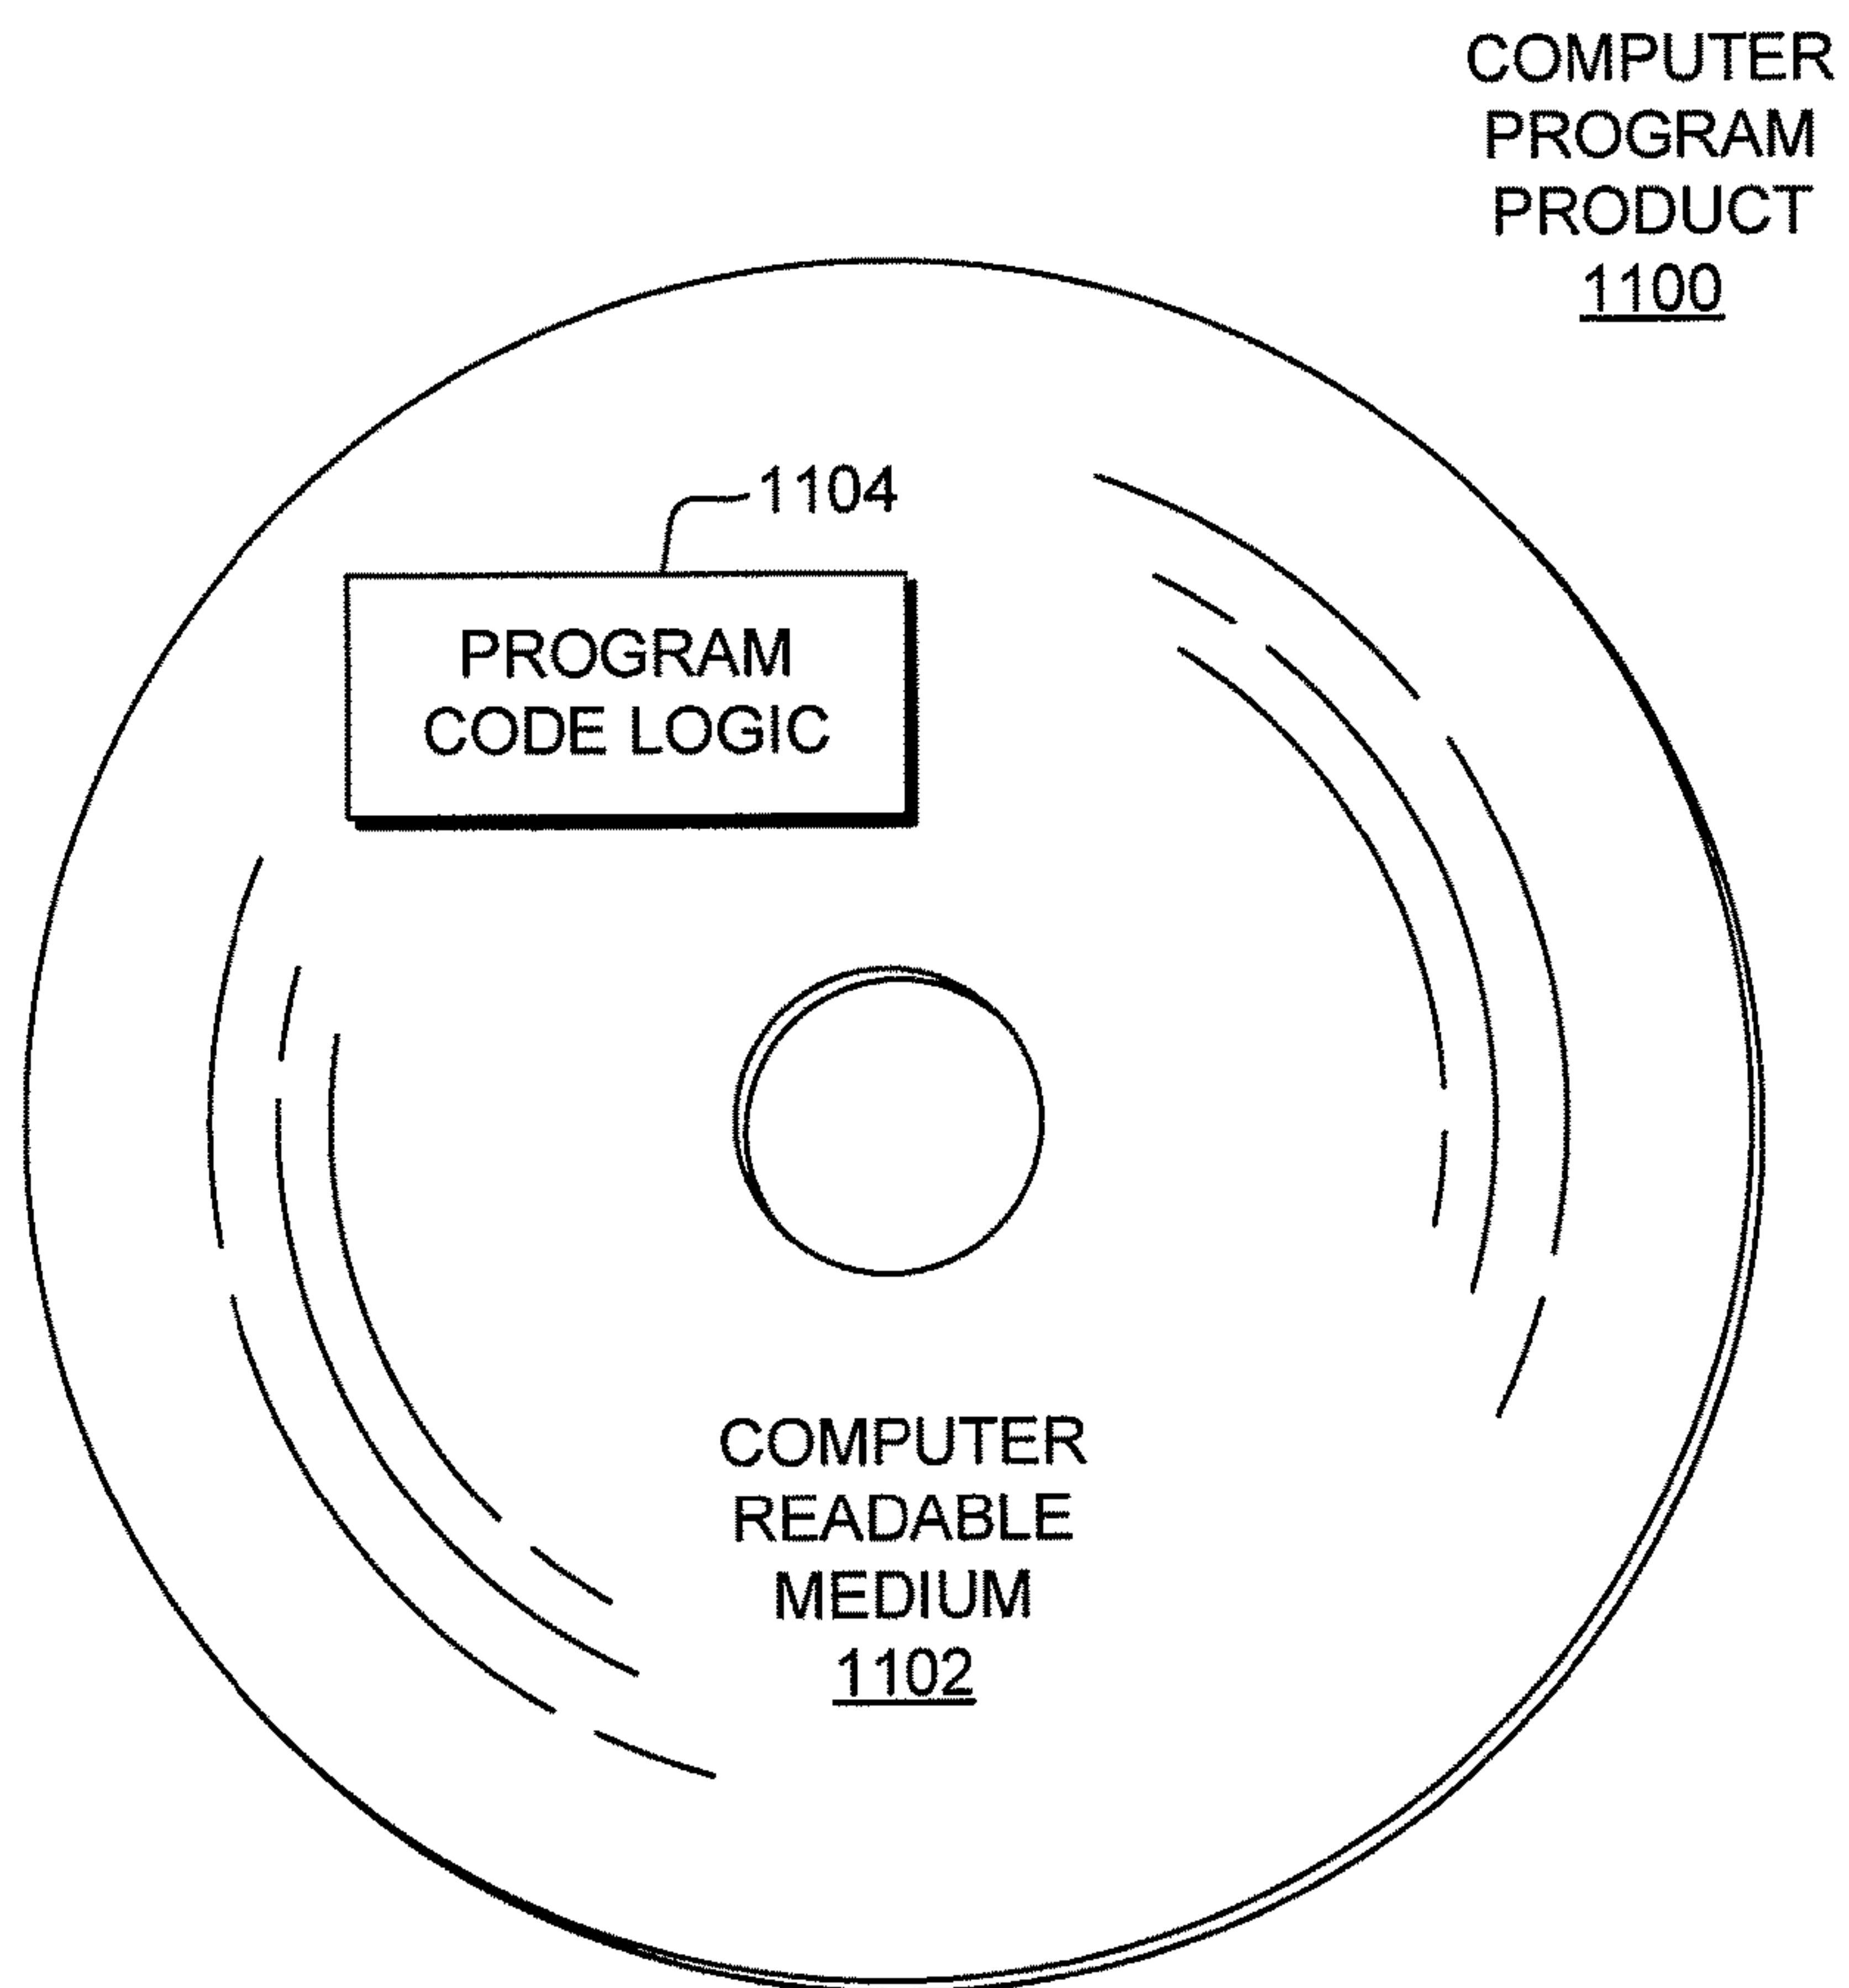 COMPUTER
PROGRAM
PRODUCT
1100
1104
PROGRAM
CODE LOGIC
COMPUTER
READABLE
MEDIUM
1102